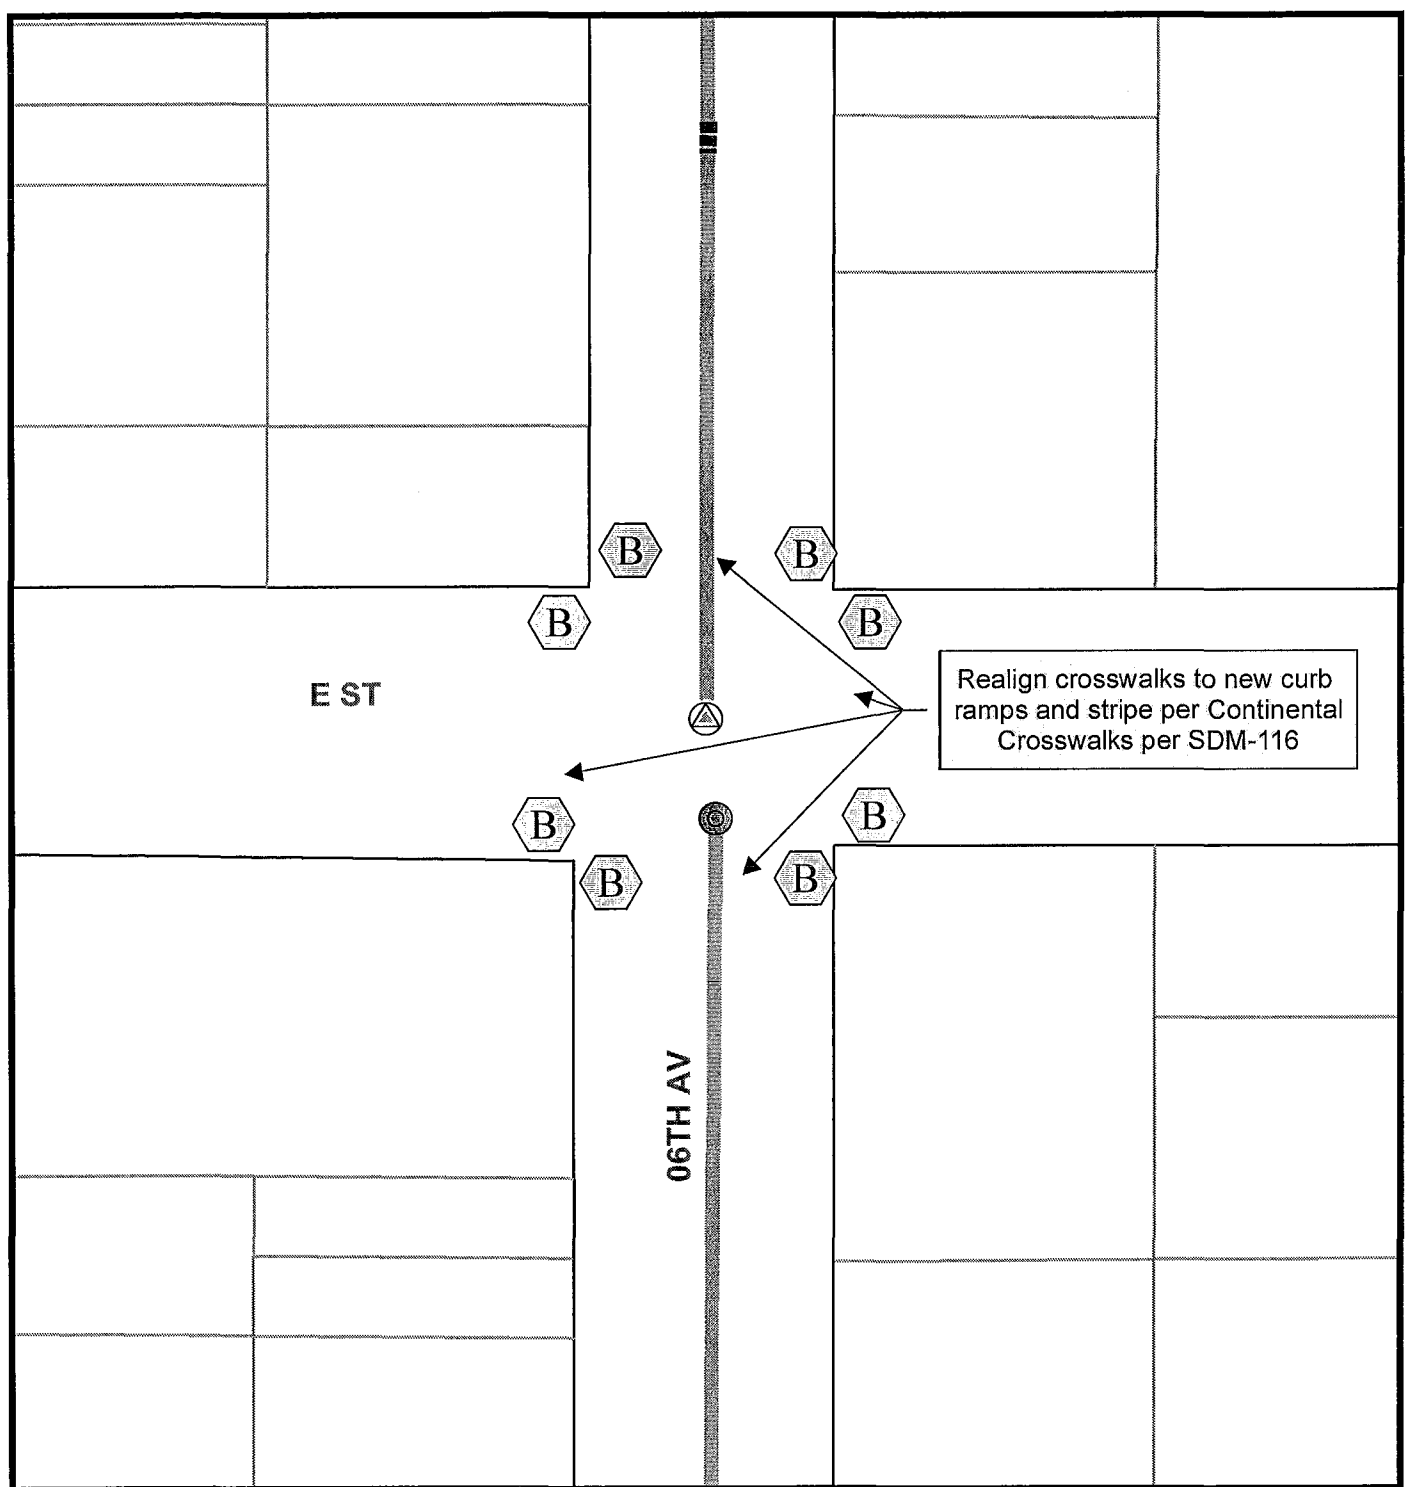 B
B
B
B
E ST
Realign crosswalks to new curb
ramps and stripe per Continental
Crosswalks per SDM-116
B
B
B
B
06TH AV